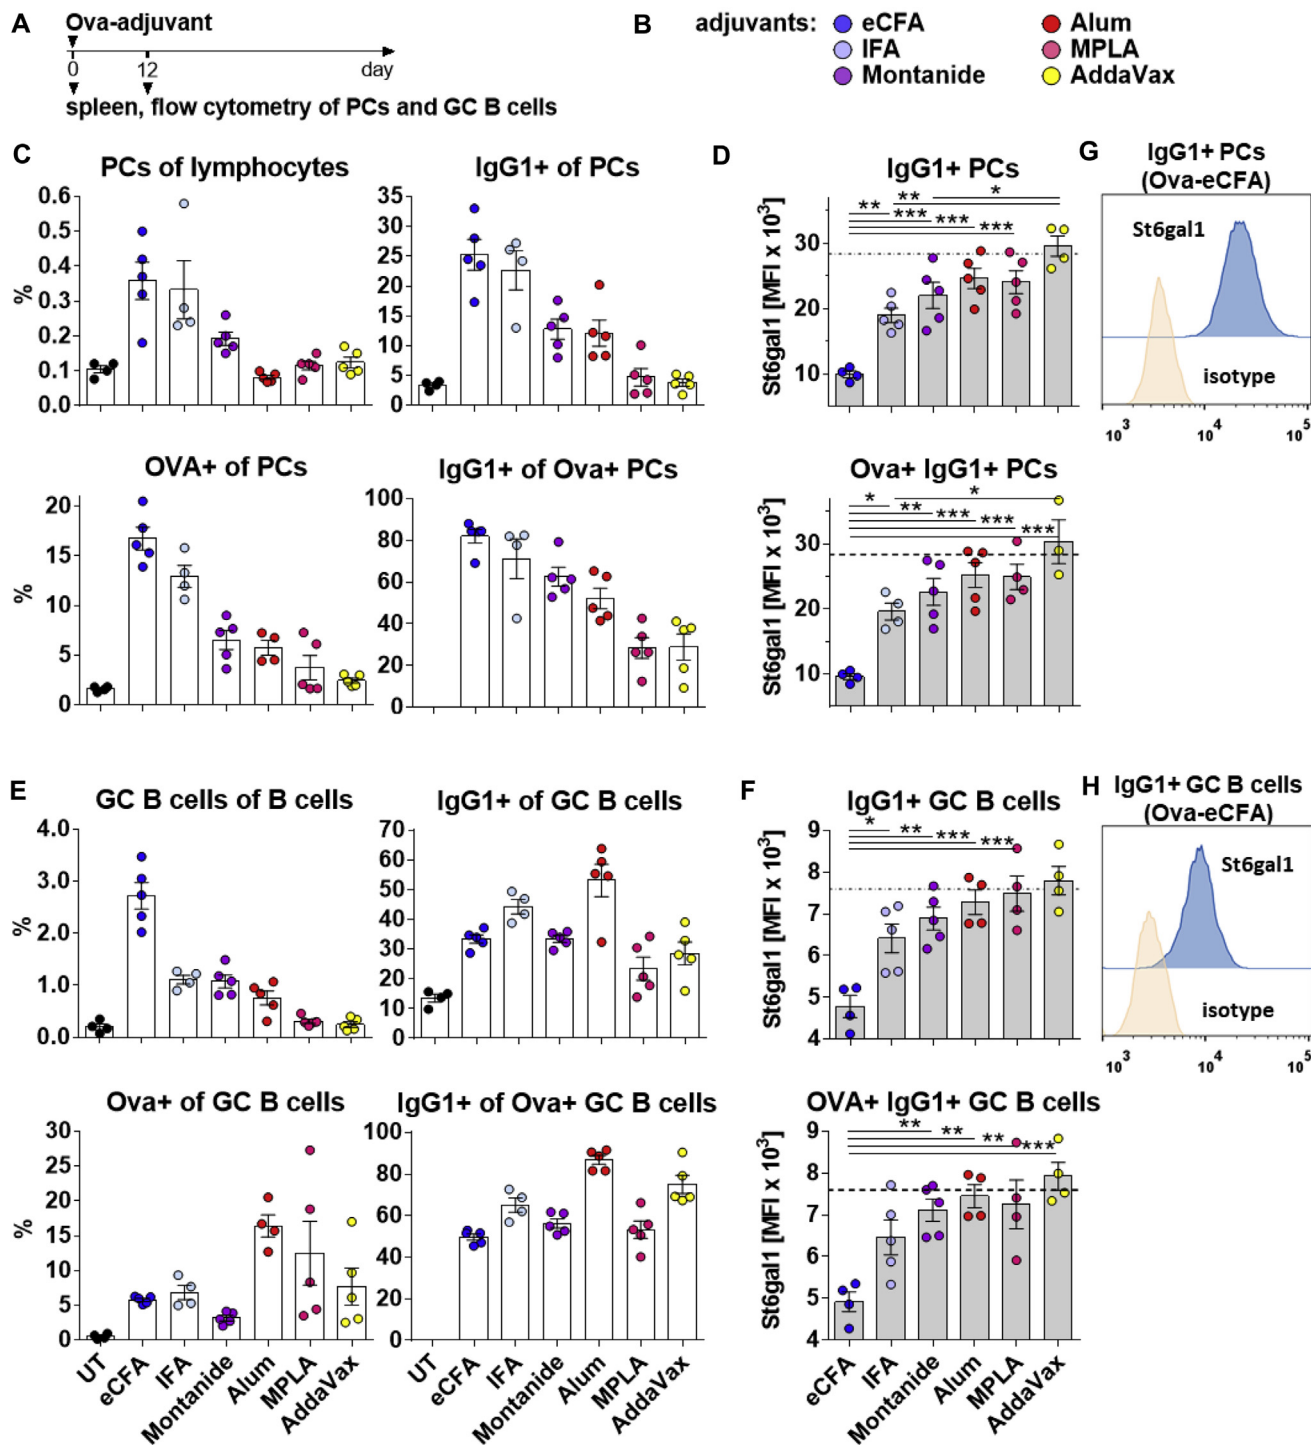 A
Ova-adjuvant
0 12 day
spleen, flow cytometry of PCs and GC B cells
B
adjuvants: eCFA Alum
IFA MPLA
Montanide AddaVax
C
PCs of lymphocytes
%
0.6
0.5
0.4
0.3
0.2
0.1
0.0
IgG1+ of PCs
35
30
25
20
15
10
5
0
OVA+ of PCs
%
20
15
10
5
0
IgG1+ of Ova+ PCs
100
80
60
40
20
0
D
IgG1+ PCs
St6gal1 [MFI x 10³]
30
20
10
** *
** ***
***
***
Ova+ IgG1+ PCs
St6gal1 [MFI x 10³]
30
20
10
* *
** ***
***
***
G
IgG1+ PCs
(Ova-eCFA)
St6gal1
isotype
10³ 10⁴ 10⁵
E
GC B cells of B cells
%
4.0
3.0
2.0
1.0
0.0
IgG1+ of GC B cells
70
60
50
40
30
20
10
0
Ova+ of GC B cells
%
30
25
20
15
10
5
0
UT
eCFA
IFA
Montanide
Alum
MPLA
AddaVax
IgG1+ of Ova+ GC B cells
100
80
60
40
20
0
UT
eCFA
IFA
Montanide
Alum
MPLA
AddaVax
F
IgG1+ GC B cells
St6gal1 [MFI x 10³]
9
8
7
6
5
4
* ** *** ***
OVA+ IgG1+ GC B cells
St6gal1 [MFI x 10³]
9
8
7
6
5
4
** ** ** ***
eCFA
IFA
Montanide
Alum
MPLA
AddaVax
H
IgG1+ GC B cells
(Ova-eCFA)
St6gal1
isotype
10³ 10⁴ 10⁵